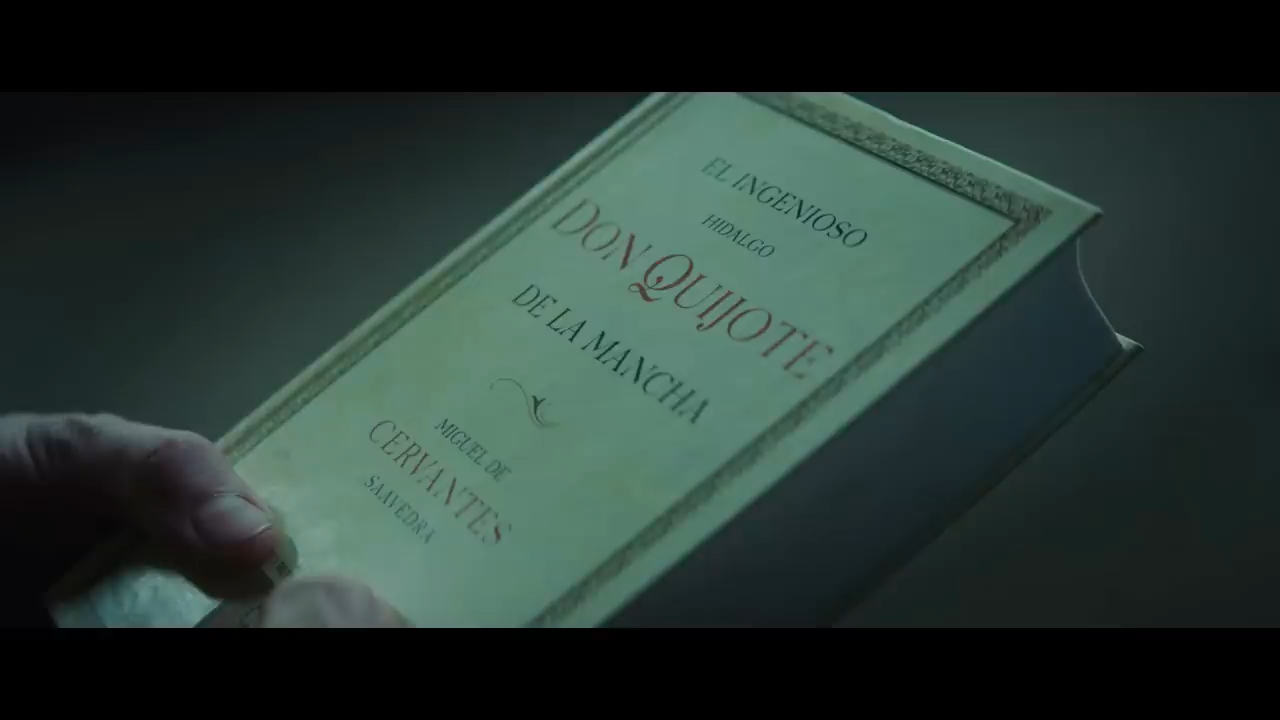 EL INGENIOSO
HIDALGO
DON QUIJOTE
DE LA MANCHA
MIGUEL DE
CERVANTES
SAAVEDRA